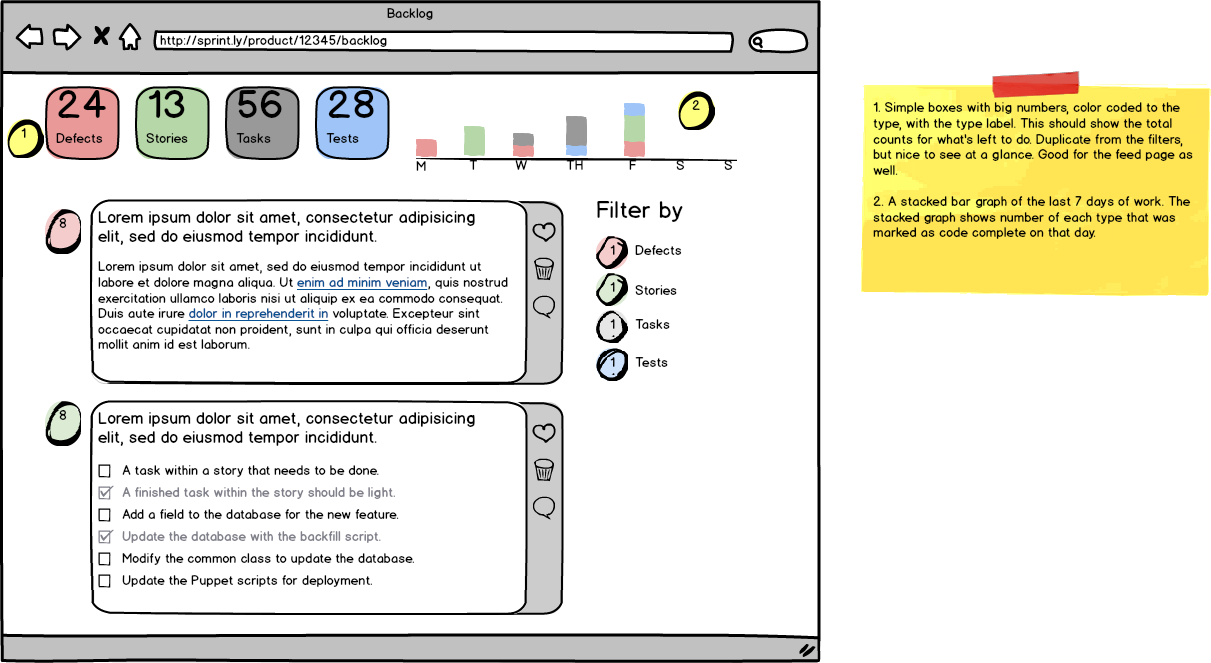 Backlog
http://sprint.ly/product/12345/backlog
24
Defects
13
Stories
56
Tasks
28
Tests
1
2
M T W TH F S S
8
Lorem ipsum dolor sit amet, consectetur adipisicing
elit, sed do eiusmod tempor incididunt.
Lorem ipsum dolor sit amet, sed do eiusmod tempor incididunt ut
labore et dolore magna aliqua. Ut enim ad minim veniam, quis nostrud
exercitation ullamco laboris nisi ut aliquip ex ea commodo consequat.
Duis aute irure dolor in reprehenderit in voluptate. Excepteur sint
occaecat cupidatat non proident, sunt in culpa qui officia deserunt
mollit anim id est laborum.
Filter by
1 Defects
1 Stories
1 Tasks
1 Tests
8
Lorem ipsum dolor sit amet, consectetur adipisicing
elit, sed do eiusmod tempor incididunt.
A task within a story that needs to be done.
A finished task within the story should be light.
Add a field to the database for the new feature.
Update the database with the backfill script.
Modify the common class to update the database.
Update the Puppet scripts for deployment.
1. Simple boxes with big numbers, color coded to the
type, with the type label. This should show the total
counts for what's left to do. Duplicate from the filters,
but nice to see at a glance. Good for the feed page as
well.
2. A stacked bar graph of the last 7 days of work. The
stacked graph shows number of each type that was
marked as code complete on that day.